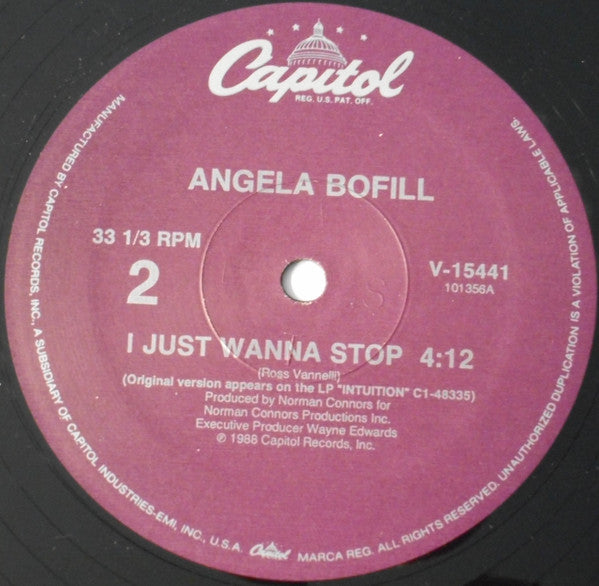 Capitol
REG. U.S. PAT. OFF.
ANGELA BOFILL
33 1/3 RPM
2
V-15441
101356A
S
I JUST WANNA STOP 4:12
(Ross Vannelli)
(Original version appears on the LP "INTUITION" C1-48335)
Produced by Norman Connors for
Norman Connors Productions Inc.
Executive Producer Wayne Edwards
℗ 1988 Capitol Records, Inc.
MANUFACTURED BY CAPITOL RECORDS, INC., A SUBSIDIARY OF CAPITOL INDUSTRIES-EMI, INC., U.S.A. Capitol MARCA REG. ALL RIGHTS RESERVED. UNAUTHORIZED DUPLICATION IS A VIOLATION OF APPLICABLE LAWS.